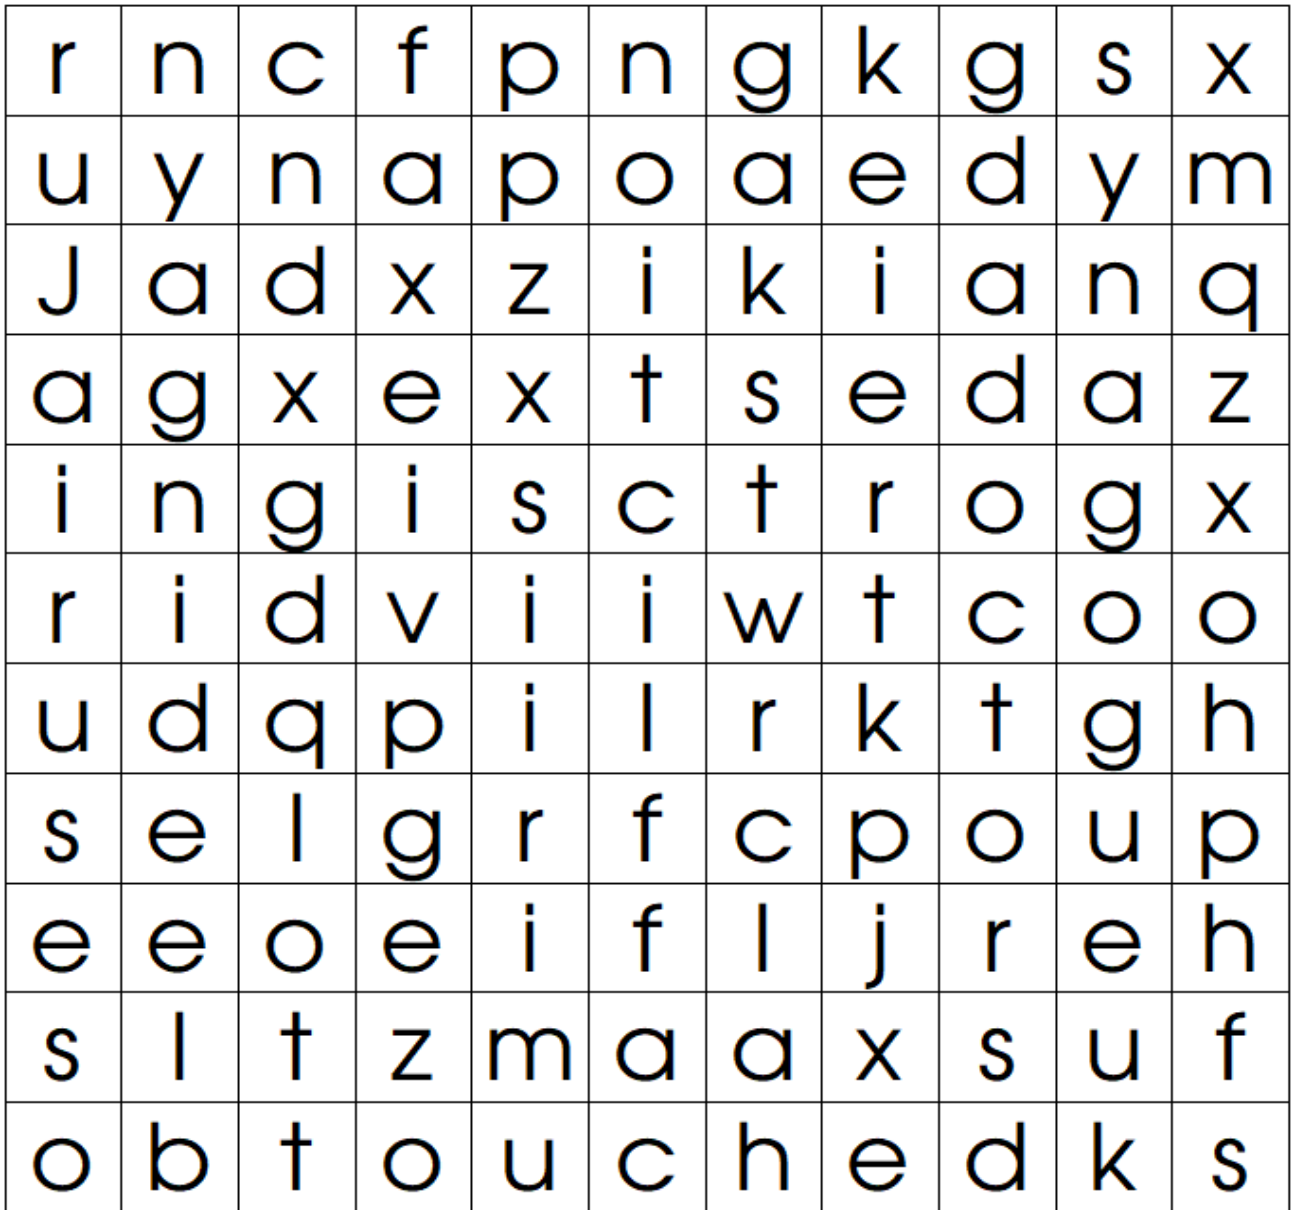 r n c f p n g k g s x
u y n a p o a e d y m
J a d x z i k i a n q
a g x e x t s e d a z
i n g i s c t r o g x
r i d v i i w t c o o
u d q p i l r k t g h
s e l g r f c p o u p
e e o e i f l j r e h
s l t z m a a x s u f
o b t o u c h e d k s